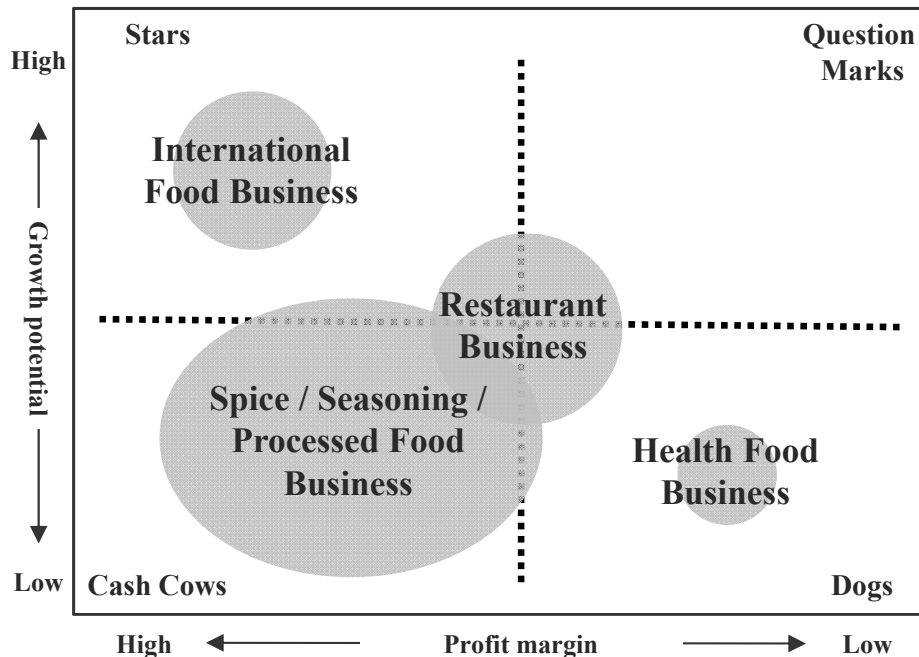 Stars
Question
Marks
High
International
Food Business
Growth potential
Restaurant
Business
Spice / Seasoning /
Processed Food
Business
Health Food
Business
Low
Cash Cows
Dogs
High
Profit margin
Low